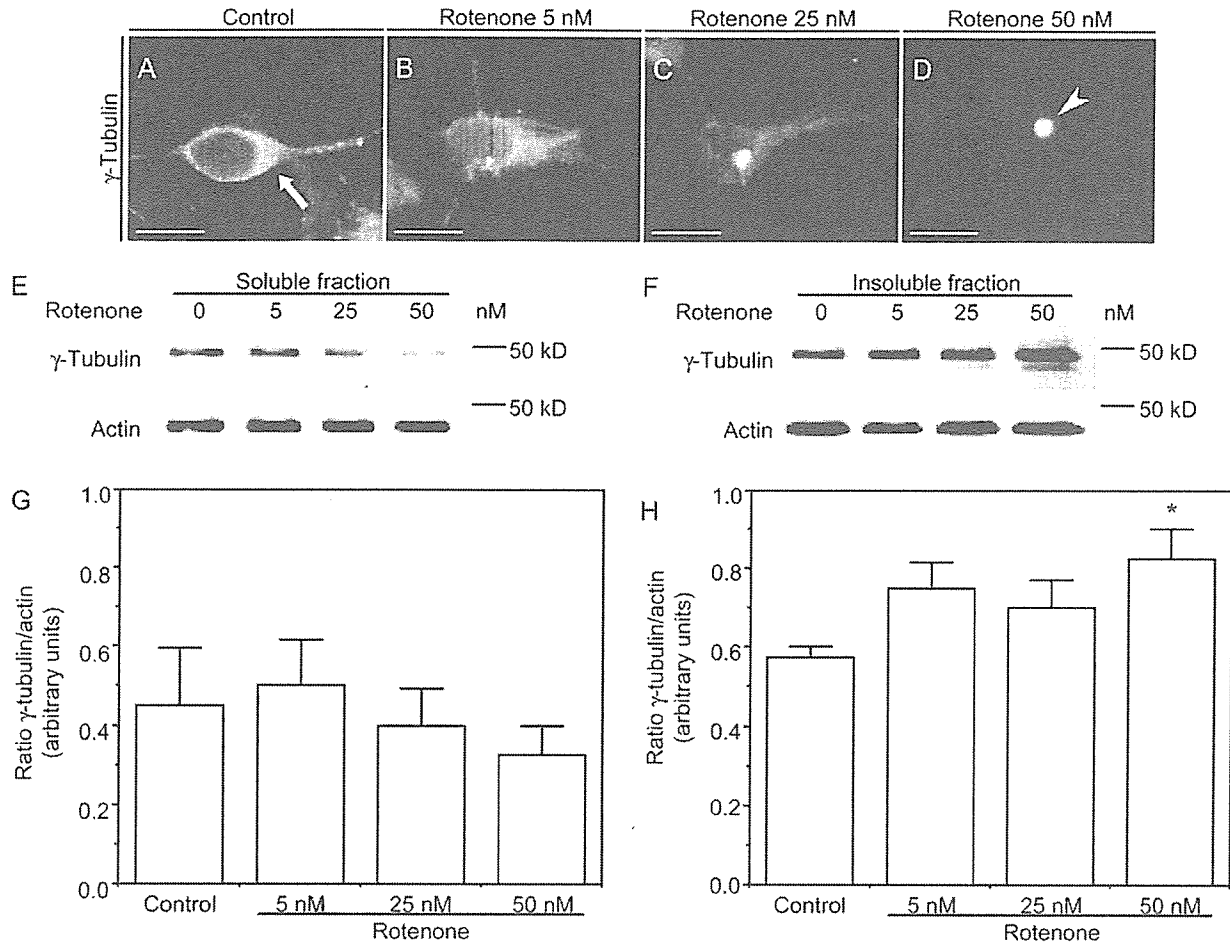 Control Rotenone 5 nM Rotenone 25 nM Rotenone 50 nM
γ-Tubulin
A B C D
E Soluble fraction
Rotenone 0 5 25 50 nM
γ-Tubulin 50 kD
50 kD
Actin
F Insoluble fraction
Rotenone 0 5 25 50 nM
γ-Tubulin 50 kD
50 kD
Actin
G
Ratio γ-tubulin/actin
(arbitrary units)
1.0
0.8
0.6
0.4
0.2
0.0
Control 5 nM 25 nM 50 nM
Rotenone
H
Ratio γ-tubulin/actin
(arbitrary units)
1.0
0.8
0.6
0.4
0.2
0.0
*
Control 5 nM 25 nM 50 nM
Rotenone